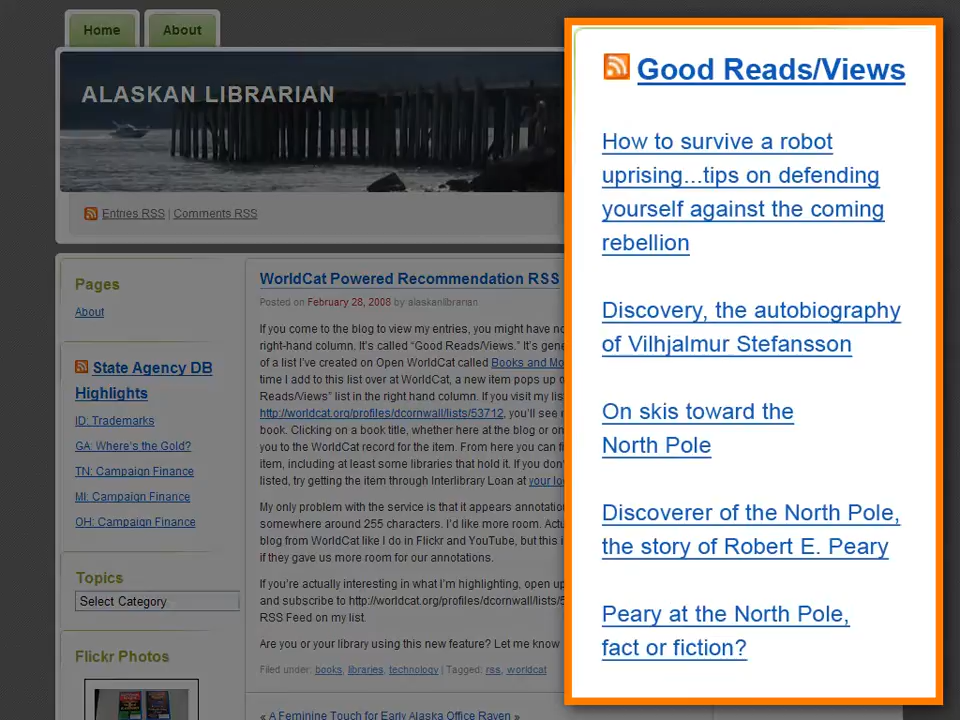 Home
About
ALASKAN LIBRARIAN
Entries RSS | Comments RSS
Pages
About
State Agency DB
Highlights
ID: Trademarks
GA: Where's the Gold?
TN: Campaign Finance
MI: Campaign Finance
OH: Campaign Finance
Topics
Select Category
Flickr Photos
WorldCat Powered Recommendation RSS
Posted on February 28, 2008 by alaskanlibrarian
If you come to the blog to view my entries, you might have
right-hand column. It's called "Good Reads/Views." It's
of a list I've created on Open WorldCat called Books and
time I add to this list over at WorldCat, a new item pops up
Reads/Views" list in the right hand column. If you visit my
http://worldcat.org/profiles/dcornwall/lists/53712, you'll see
book. Clicking on a book title, whether here at the blog or
you to the WorldCat record for the item. From here you can
item, including at least some libraries that hold it. If you
listed, try getting the item through Interlibrary Loan at your
My only problem with the service is that it appears
somewhere around 255 characters. I'd like more room.
blog from WorldCat like I do in Flickr and YouTube, but this
if they gave us more room for our annotations.
If you're actually interesting in what I'm highlighting, open
and subscribe to http://worldcat.org/profiles/dcornwall/lists/
RSS Feed on my list.
Are you or your library using this new feature? Let me know
Filed under: books, libraries, technology | Tagged: rss, worldcat
« A Feminine Touch for Early Alaska Office Raven »
Good Reads/Views
How to survive a robot
uprising...tips on defending
yourself against the coming
rebellion
Discovery, the autobiography
of Vilhjalmur Stefansson
On skis toward the
North Pole
Discoverer of the North Pole,
the story of Robert E. Peary
Peary at the North Pole,
fact or fiction?